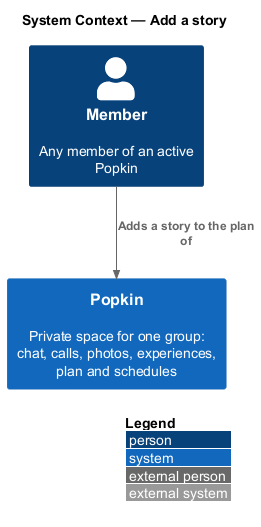 System Context — Add a story
Member
Any member of an active
Popkin
Adds a story to the plan
of
Popkin
Private space for one group:
chat, calls, photos, experiences,
plan and schedules
Legend
person
system
external person
external system